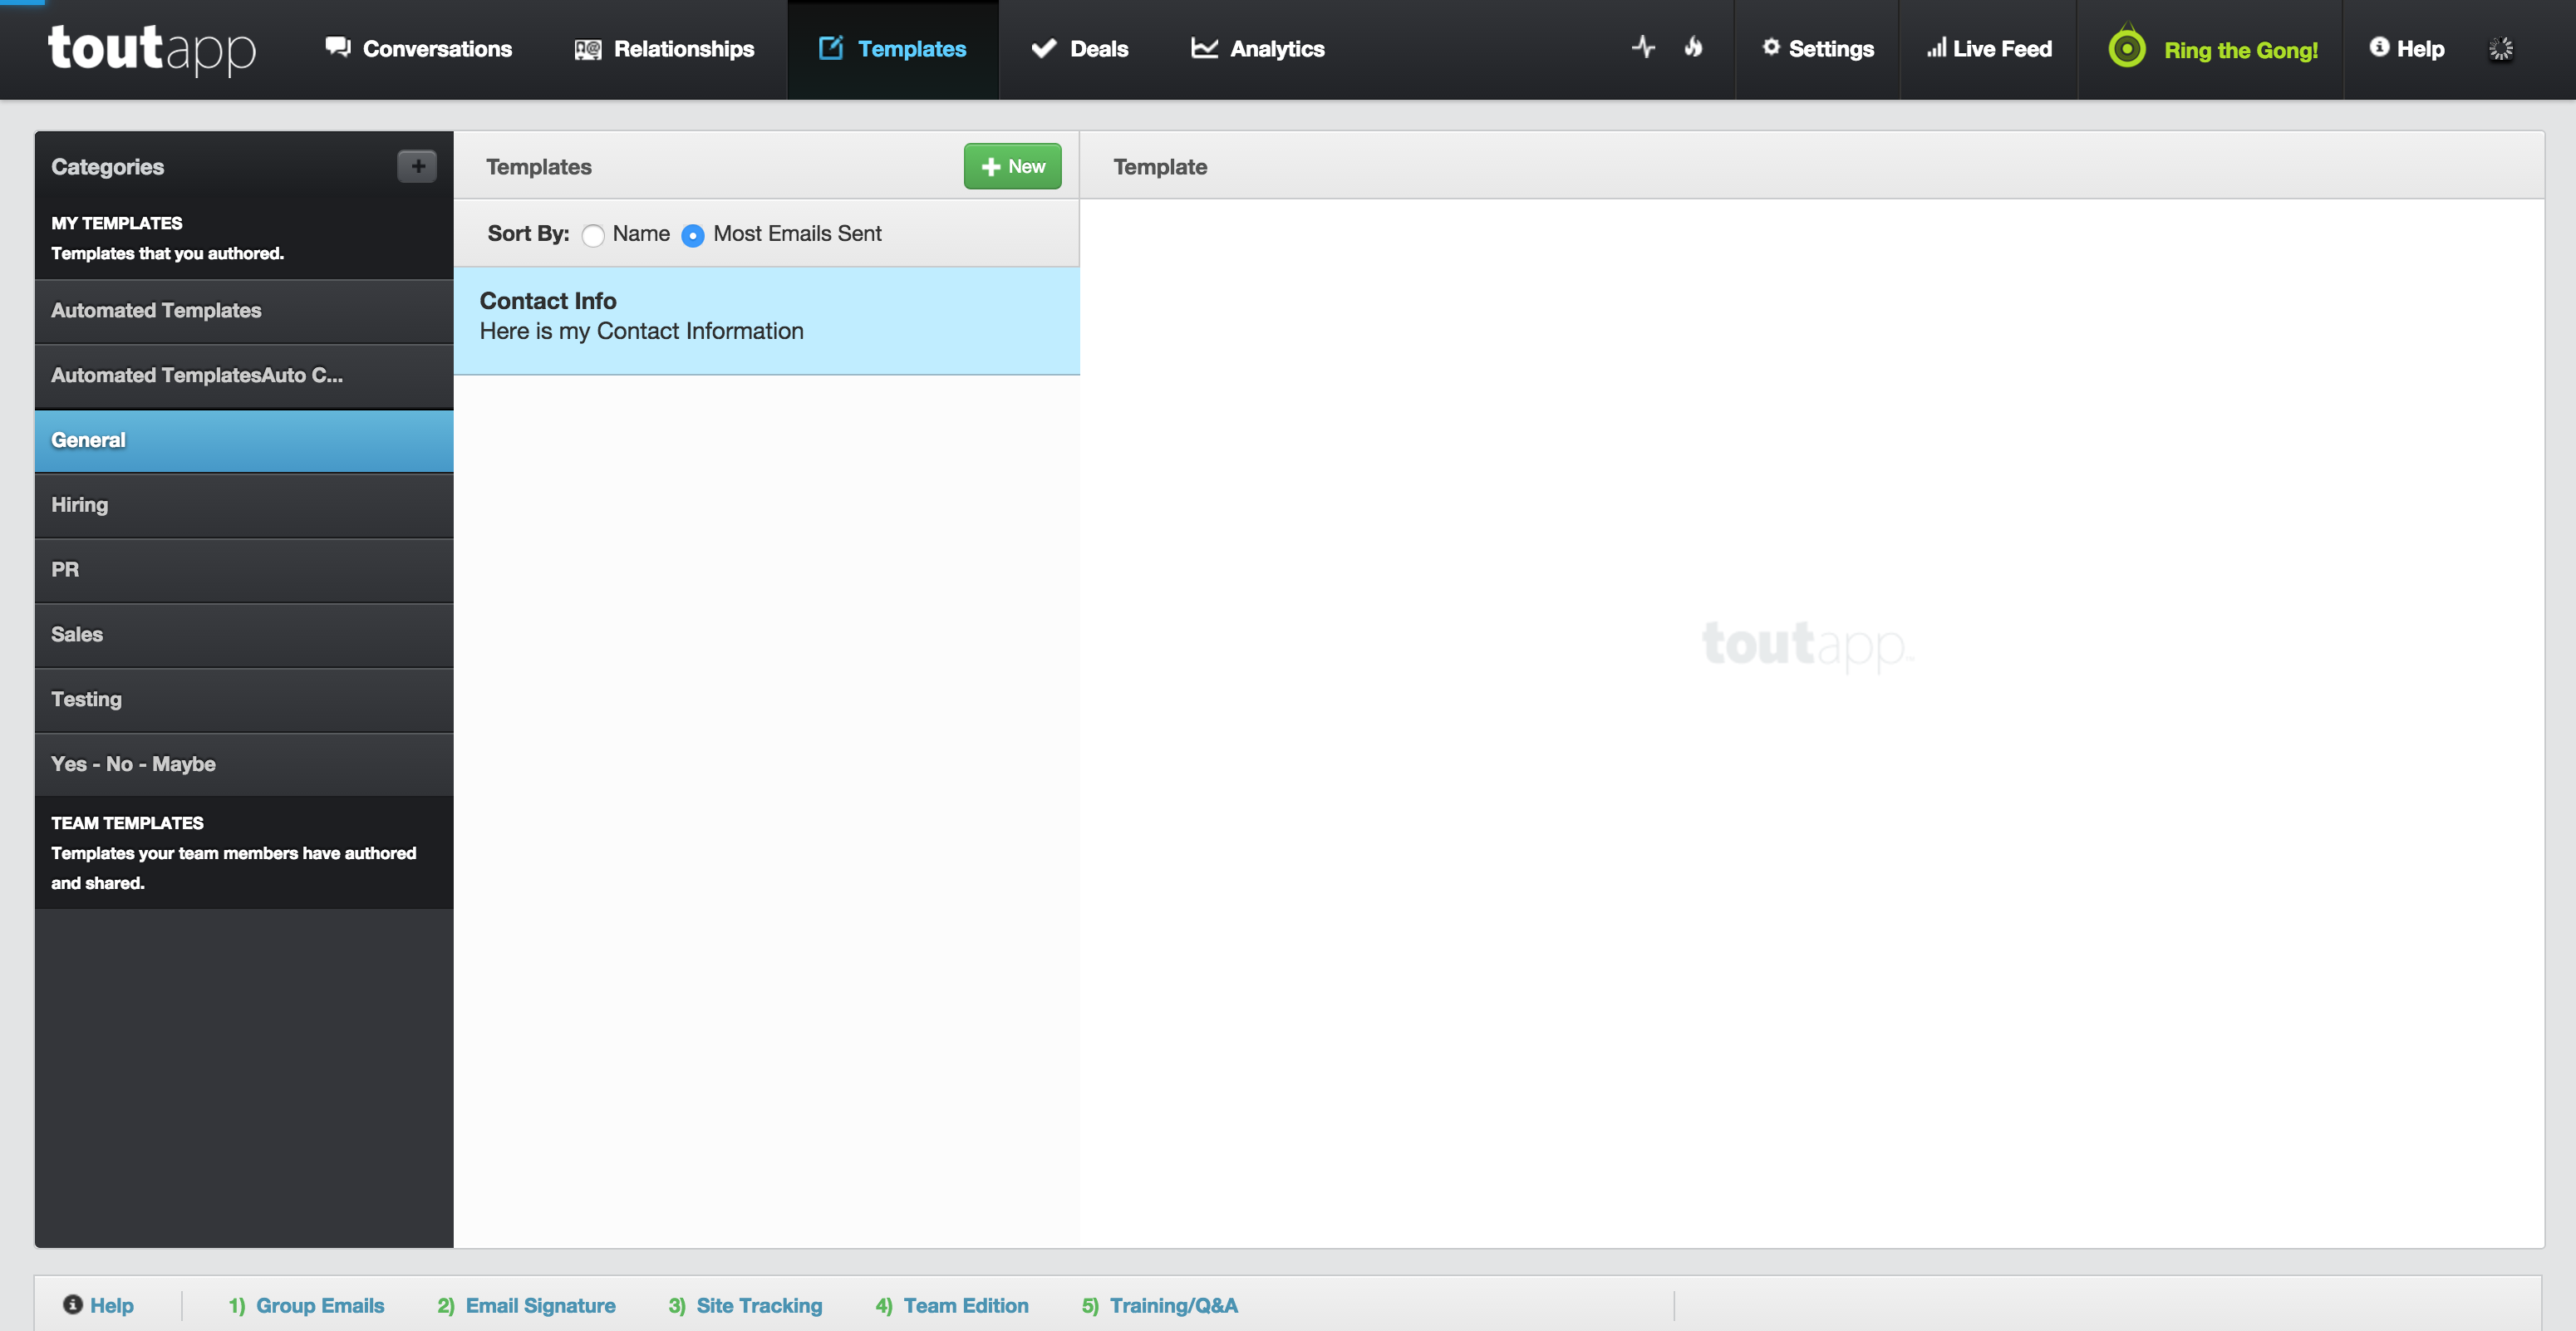 toutapp Conversations Relationships Templates Deals Analytics Settings Live Feed Ring the Gong! Help
Categories + Templates + New Template
MY TEMPLATES
Templates that you authored.
Sort By: Name Most Emails Sent
Contact Info
Here is my Contact Information
Automated Templates
Automated TemplatesAuto C...
General
Hiring
PR
Sales
Testing
Yes - No - Maybe
TEAM TEMPLATES
Templates your team members have authored
and shared.
toutapp
Help 1) Group Emails 2) Email Signature 3) Site Tracking 4) Team Edition 5) Training/Q&A